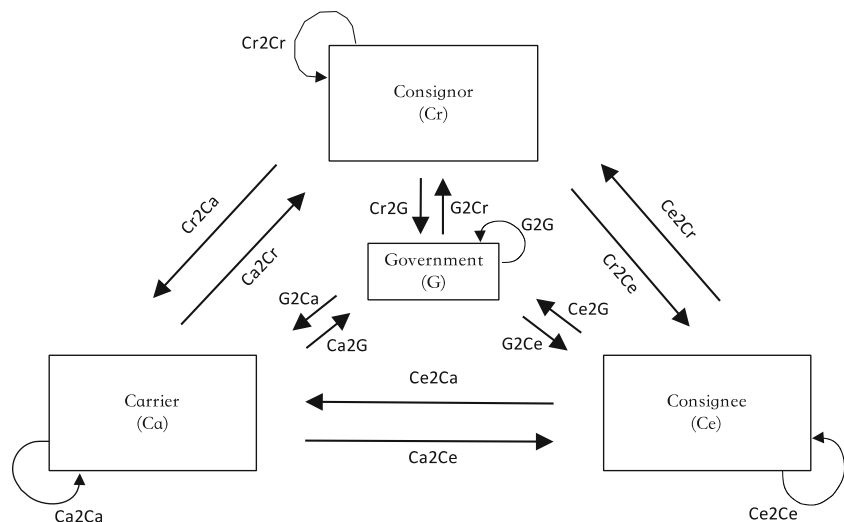 Cr2Cr
Consignor
(Cr)
Cr2Ca
Ca2Cr
Cr2G
G2Cr
G2G
Ce2Cr
Cr2Ce
Government
(G)
G2Ca
Ca2G
Ce2G
G2Ce
Carrier
(Ca)
Ce2Ca
Ca2Ce
Consignee
(Ce)
Ca2Ca
Ce2Ce